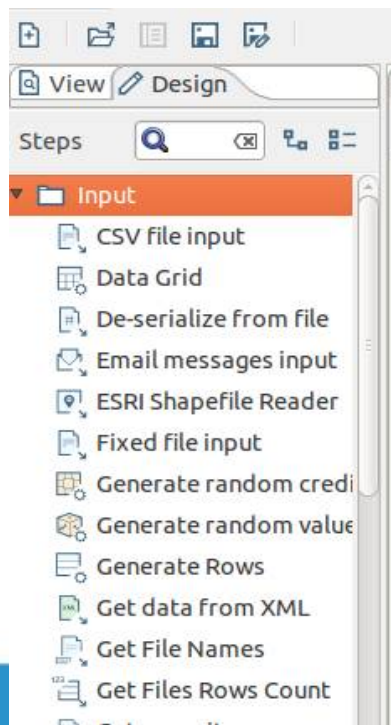 View Design
Steps
Input
CSV file input
Data Grid
De-serialize from file
Email messages input
ESRI Shapefile Reader
Fixed file input
Generate random credi
Generate random value
Generate Rows
Get data from XML
Get File Names
Get Files Rows Count